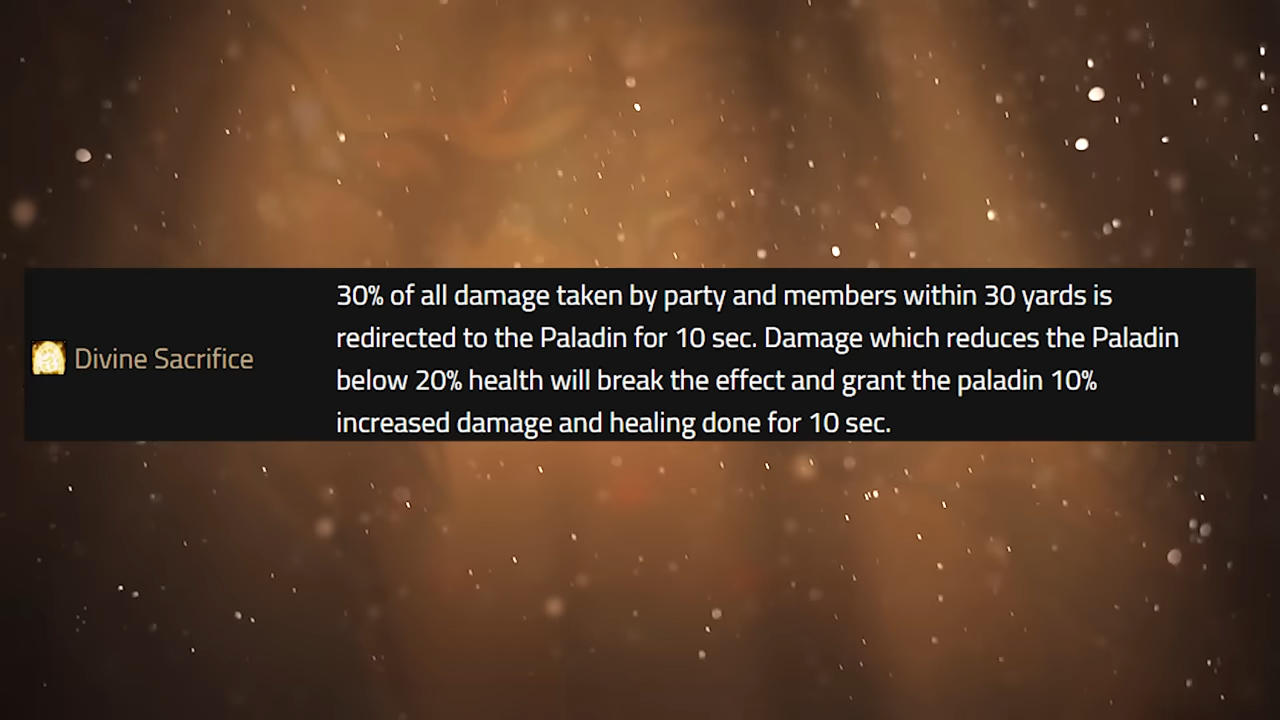 Divine Sacrifice
30% of all damage taken by party and members within 30 yards is
redirected to the Paladin for 10 sec. Damage which reduces the Paladin
below 20% health will break the effect and grant the paladin 10%
increased damage and healing done for 10 sec.